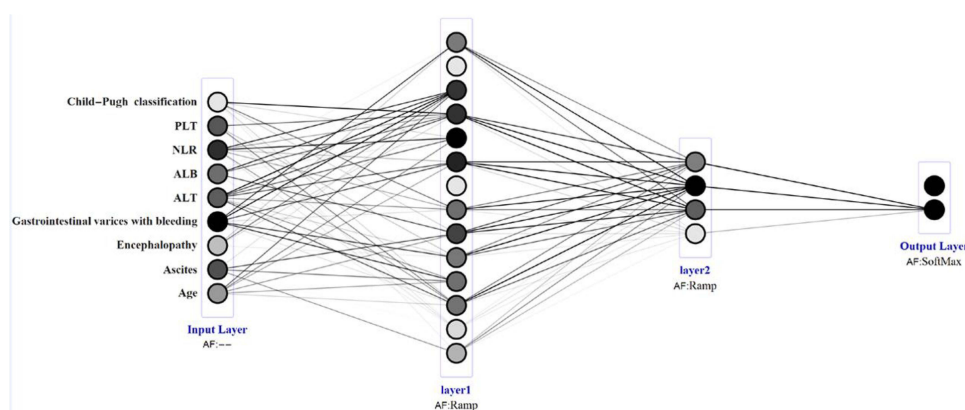 Child–Pugh classification
PLT
NLR
ALB
ALT
Gastrointestinal varices with bleeding
Encephalopathy
Ascites
Age
Input Layer
AF:−−
layer1
AF:Ramp
layer2
AF:Ramp
Output Layer
AF:SoftMax